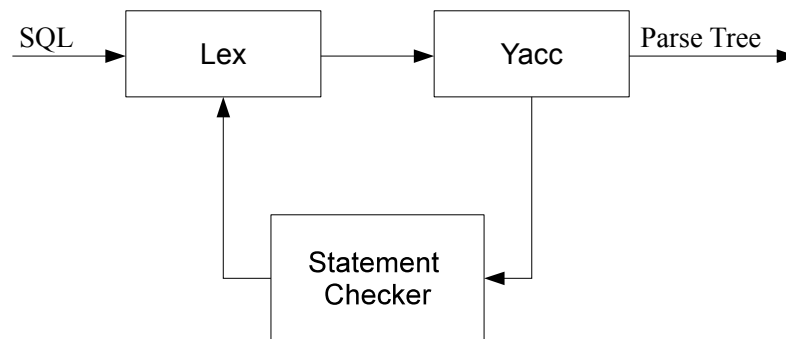 SQL
Lex
Yacc
Parse Tree
Statement
Checker